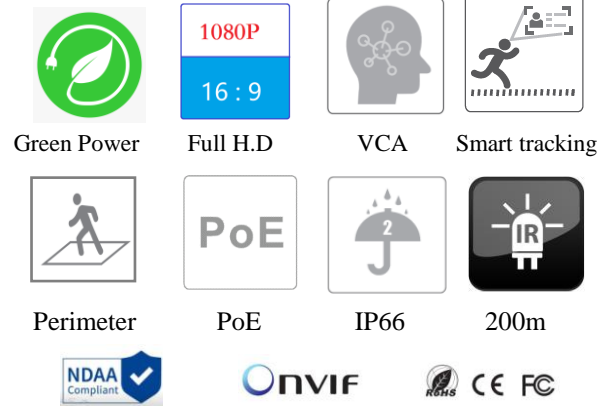 1080P
16 : 9
Green Power Full H.D VCA Smart tracking
PoE 2 IR
Perimeter PoE IP66 200m
NDAA
Compliant
ONVIF RoHS CE FC